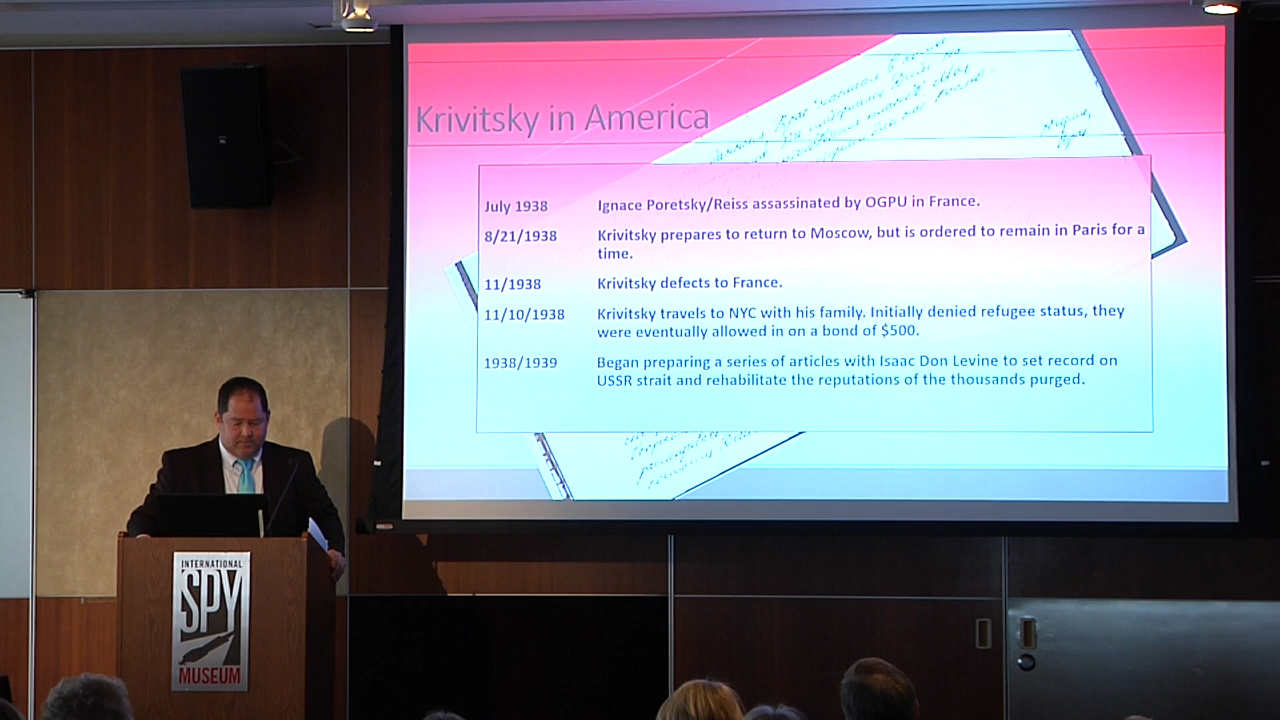 Krivitsky in America
July 1938 Ignace Poretsky/Reiss assassinated by OGPU in France.
8/21/1938 Krivitsky prepares to return to Moscow, but is ordered to remain in Paris for a
time.
11/1938 Krivitsky defects to France.
11/10/1938 Krivitsky travels to NYC with his family. Initially denied refugee status, they
were eventually allowed in on a bond of $500.
1938/1939 Began preparing a series of articles with Isaac Don Levine to set record on
USSR strait and rehabilitate the reputations of the thousands purged.
INTERNATIONAL
SPY
MUSEUM